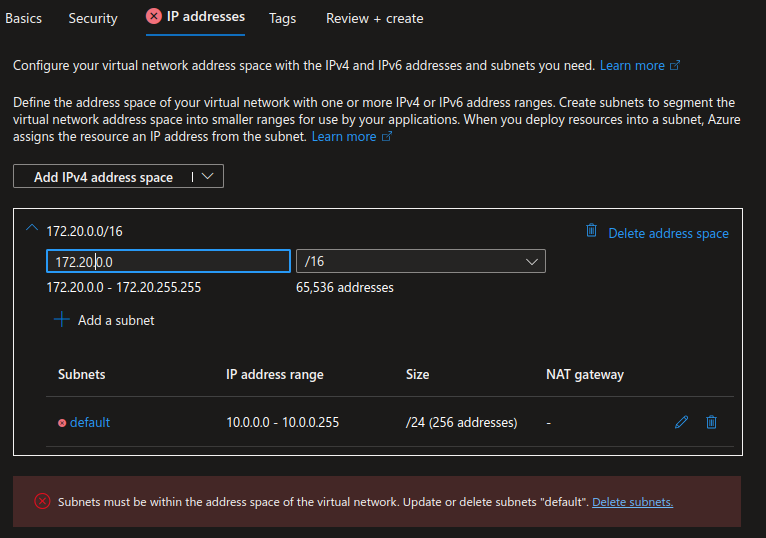 Basics Security IP addresses Tags Review + create
Configure your virtual network address space with the IPv4 and IPv6 addresses and subnets you need. Learn more
Define the address space of your virtual network with one or more IPv4 or IPv6 address ranges. Create subnets to segment the
virtual network address space into smaller ranges for use by your applications. When you deploy resources into a subnet, Azure
assigns the resource an IP address from the subnet. Learn more
Add IPv4 address space
172.20.0.0/16 Delete address space
172.20.0.0 /16
172.20.0.0 - 172.20.255.255 65,536 addresses
Add a subnet
Subnets IP address range Size NAT gateway
default 10.0.0.0 - 10.0.0.255 /24 (256 addresses) -
Subnets must be within the address space of the virtual network. Update or delete subnets "default". Delete subnets.